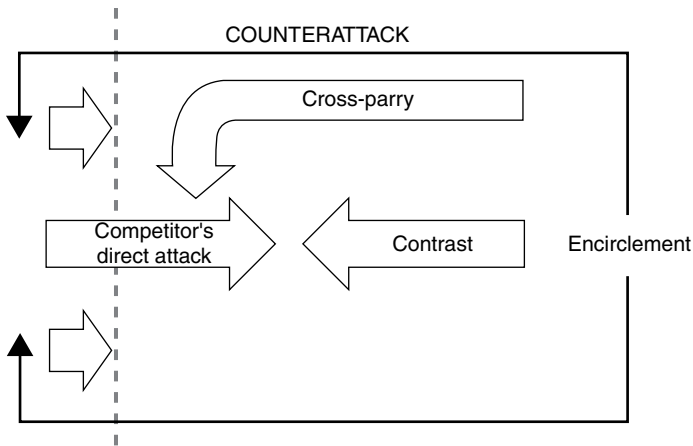 COUNTERATTACK
Cross-parry
Competitor's
direct attack
Contrast
Encirclement